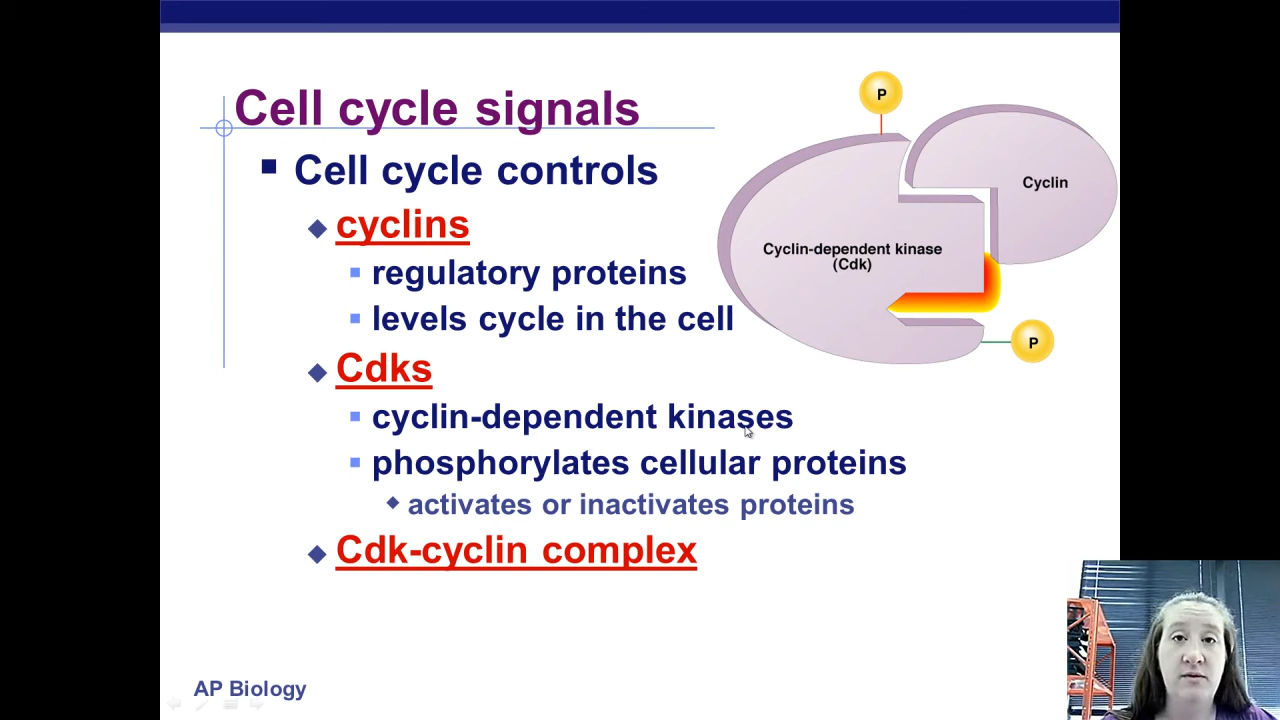 Cell cycle signals
Cell cycle controls
cyclins
regulatory proteins
levels cycle in the cell
Cdks
cyclin-dependent kinases
phosphorylates cellular proteins
activates or inactivates proteins
Cdk-cyclin complex
P
Cyclin
Cyclin-dependent kinase
(Cdk)
P
AP Biology